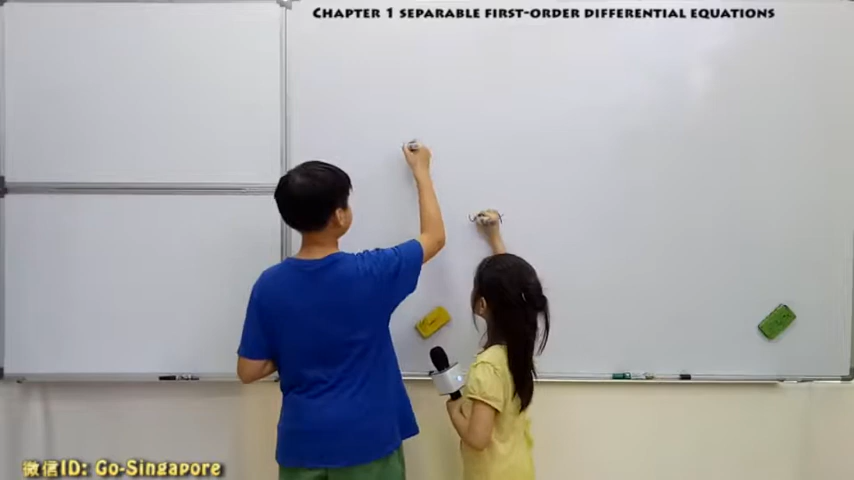 CHAPTER 1 SEPARABLE FIRST-ORDER DIFFERENTIAL EQUATIONS
微信ID: Go-Singapore